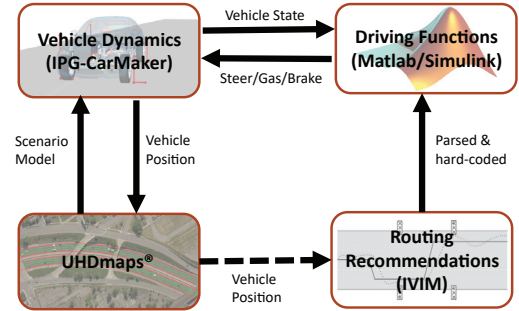 Vehicle Dynamics
(IPG-CarMaker)
Vehicle State
Steer/Gas/Brake
Driving Functions
(Matlab/Simulink)
Scenario
Model
Vehicle
Position
Parsed &
hard-coded
UHDmaps®
Vehicle
Position
Routing
Recommendations
(IVIM)